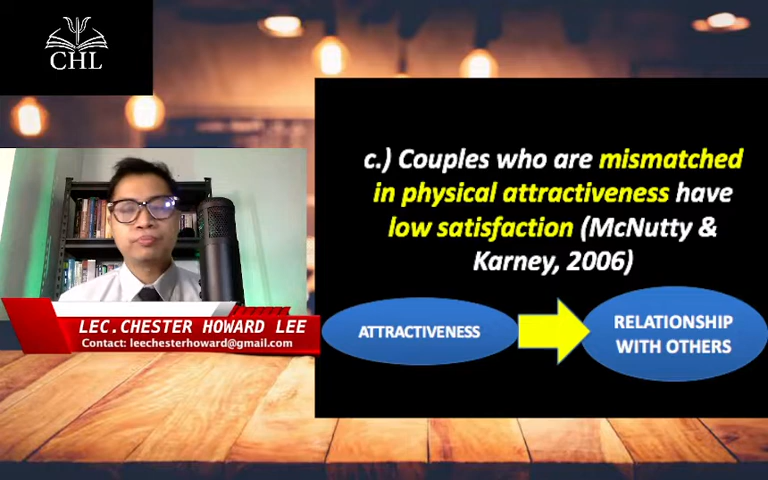 CHL
c.) Couples who are mismatched
in physical attractiveness have
low satisfaction (McNutty &
Karney, 2006)
ATTRACTIVENESS
RELATIONSHIP
WITH OTHERS
LEC.CHESTER HOWARD LEE
Contact: leechesterhoward@gmail.com